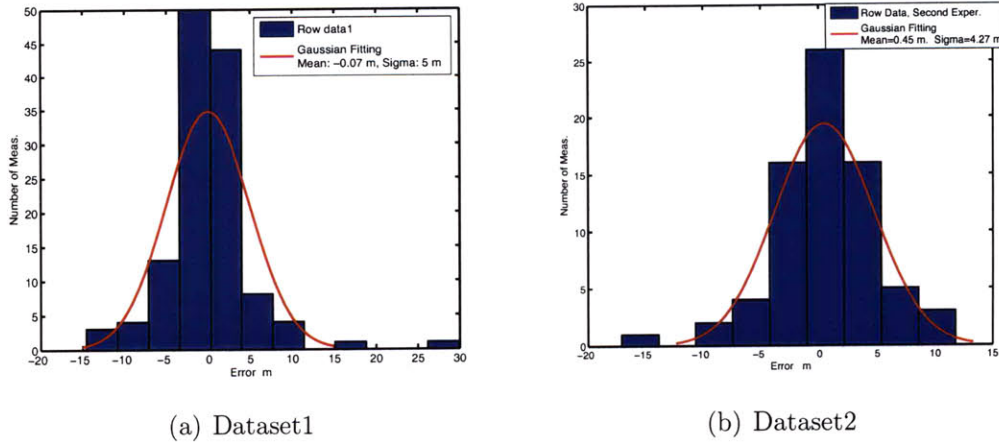 Row data1
Gaussian Fitting
Mean: −0.07 m, Sigma: 5 m
Number of Meas.
50
45
40
35
30
25
20
15
10
5
0
−20 −15 −10 −5 0 5 10 15 20 25 30
Error m
(a) Dataset1
Row Data, Second Exper.
Gaussian Fitting
Mean=0.45 m. Sigma=4.27 m
Number of Meas.
30
25
20
15
10
5
0
−20 −15 −10 −5 0 5 10 15
Error m
(b) Dataset2